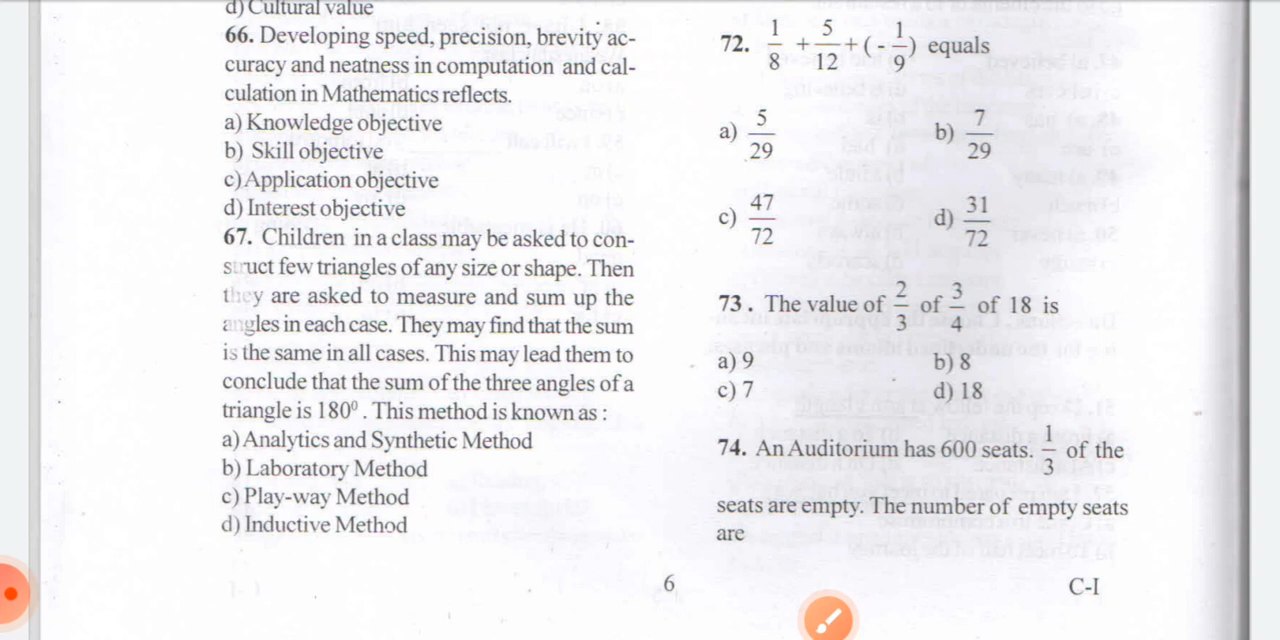 d) Cultural value
66. Developing speed, precision, brevity ac-
curacy and neatness in computation and cal-
culation in Mathematics reflects.
a) Knowledge objective
b) Skill objective
c) Application objective
d) Interest objective
67. Children in a class may be asked to con-
struct few triangles of any size or shape. Then
they are asked to measure and sum up the
angles in each case. They may find that the sum
is the same in all cases. This may lead them to
conclude that the sum of the three angles of a
triangle is 180⁰ . This method is known as :
a) Analytics and Synthetic Method
b) Laboratory Method
c) Play-way Method
d) Inductive Method
72. 1/8 + 5/12 + ( - 1/9 ) equals
a) 5/29 b) 7/29
c) 47/72 d) 31/72
73 . The value of 2/3 of 3/4 of 18 is
a) 9 b) 8
c) 7 d) 18
74. An Auditorium has 600 seats. 1/3 of the
seats are empty. The number of empty seats
are
6
C-I